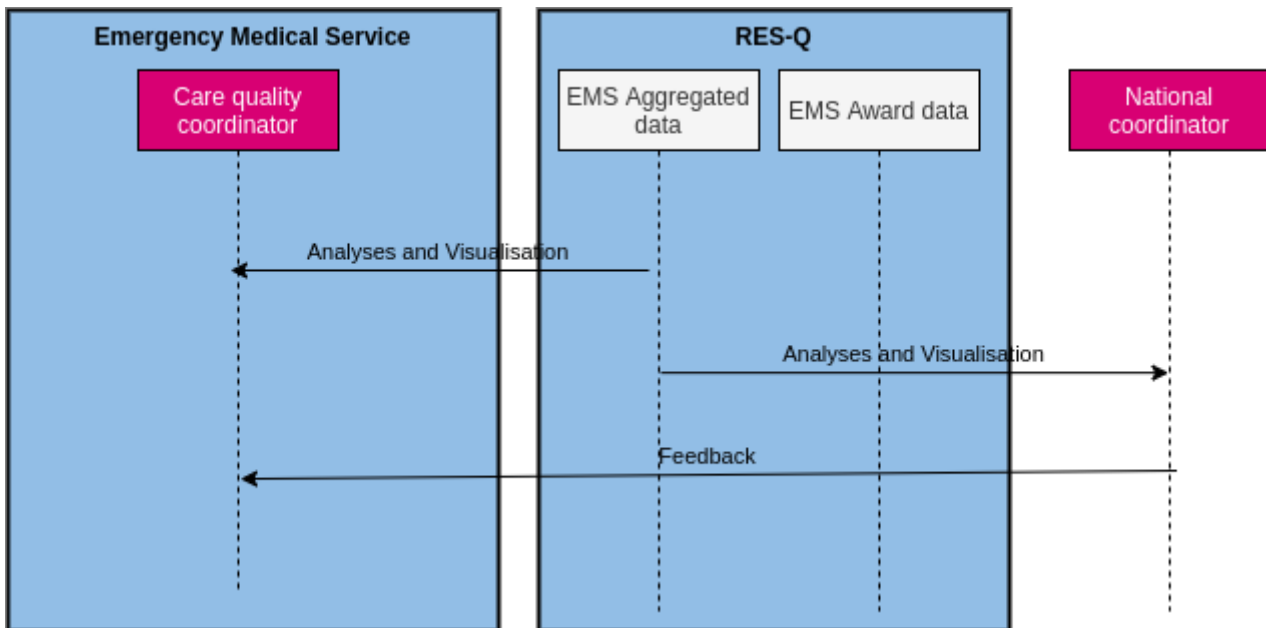 Emergency Medical Service
RES-Q
Care quality
coordinator
EMS Aggregated
data
EMS Award data
National
coordinator
Analyses and Visualisation
Analyses and Visualisation
Feedback